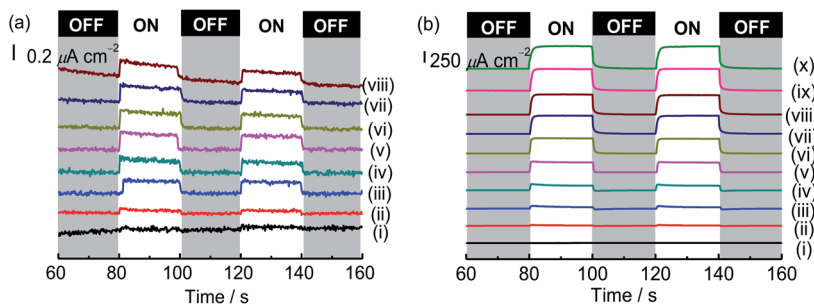 (a) OFF ON OFF ON OFF
I 0.2 μA cm⁻²
(viii)
(vii)
(vi)
(v)
(iv)
(iii)
(ii)
(i)
60 80 100 120 140 160
Time / s
(b) OFF ON OFF ON OFF
I 250 μA cm⁻²
(x)
(ix)
(viii)
(vii)
(vi)
(v)
(iv)
(iii)
(ii)
(i)
60 80 100 120 140 160
Time / s